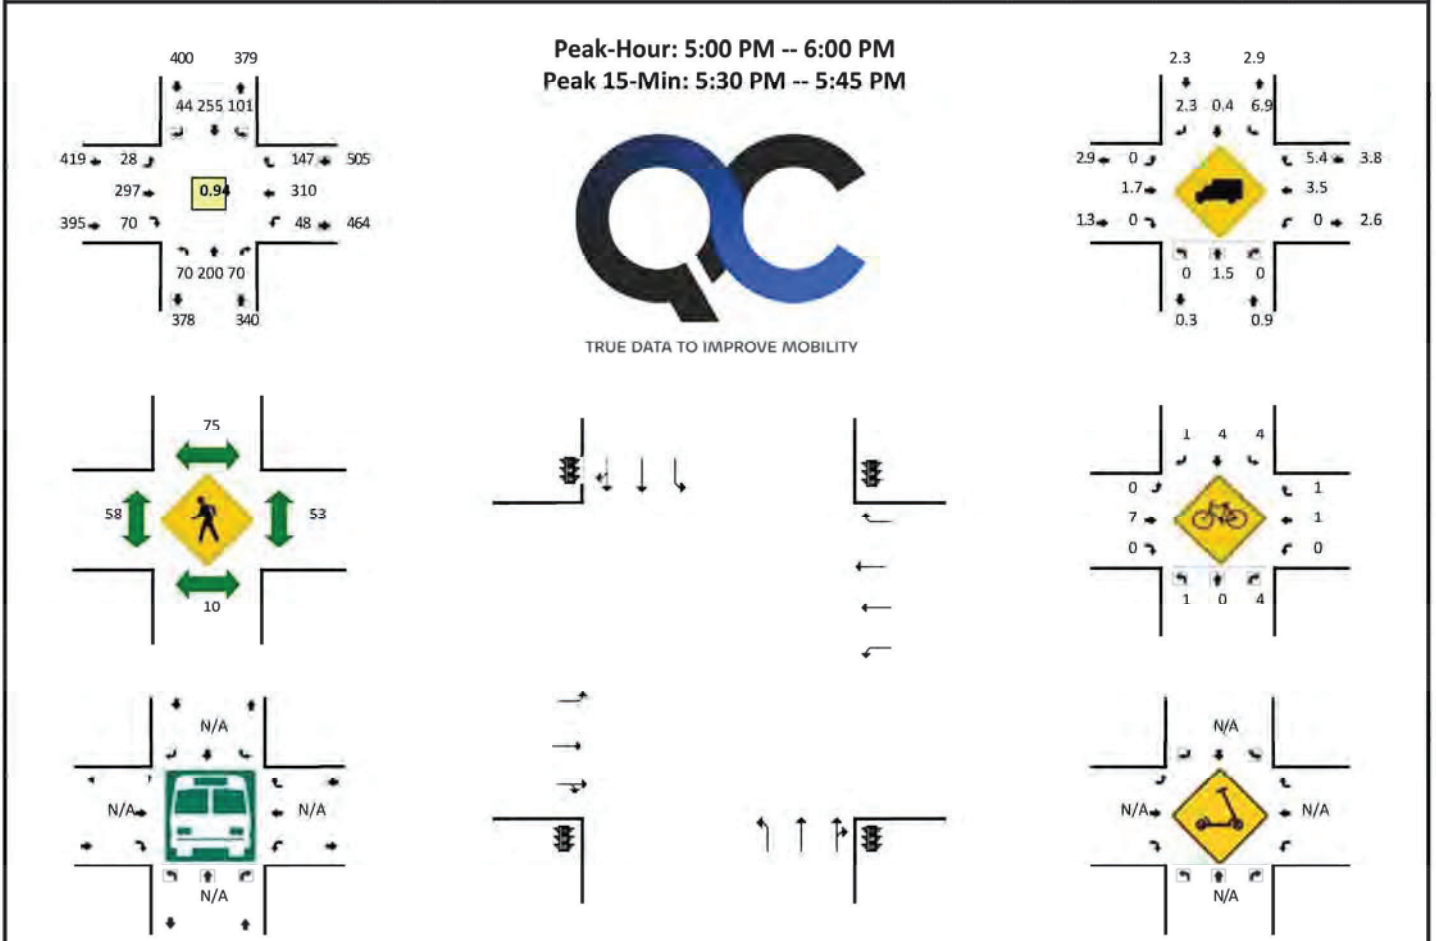 Peak-Hour: 5:00 PM -- 6:00 PM
Peak 15-Min: 5:30 PM -- 5:45 PM
400 379
44 255 101
419 28 147 505
297 0.94 310
395 70 48 464
70 200 70
378 340
QC
TRUE DATA TO IMPROVE MOBILITY
2.3 2.9
2.3 0.4 6.9
2.9 0 5.4 3.8
1.7 3.5
1.3 0 0 2.6
0 1.5 0
0.3 0.9
75
58 53
10
1 4 4
0 1
7 1
0 0
1 0 4
N/A
N/A N/A
N/A
N/A
N/A N/A
N/A